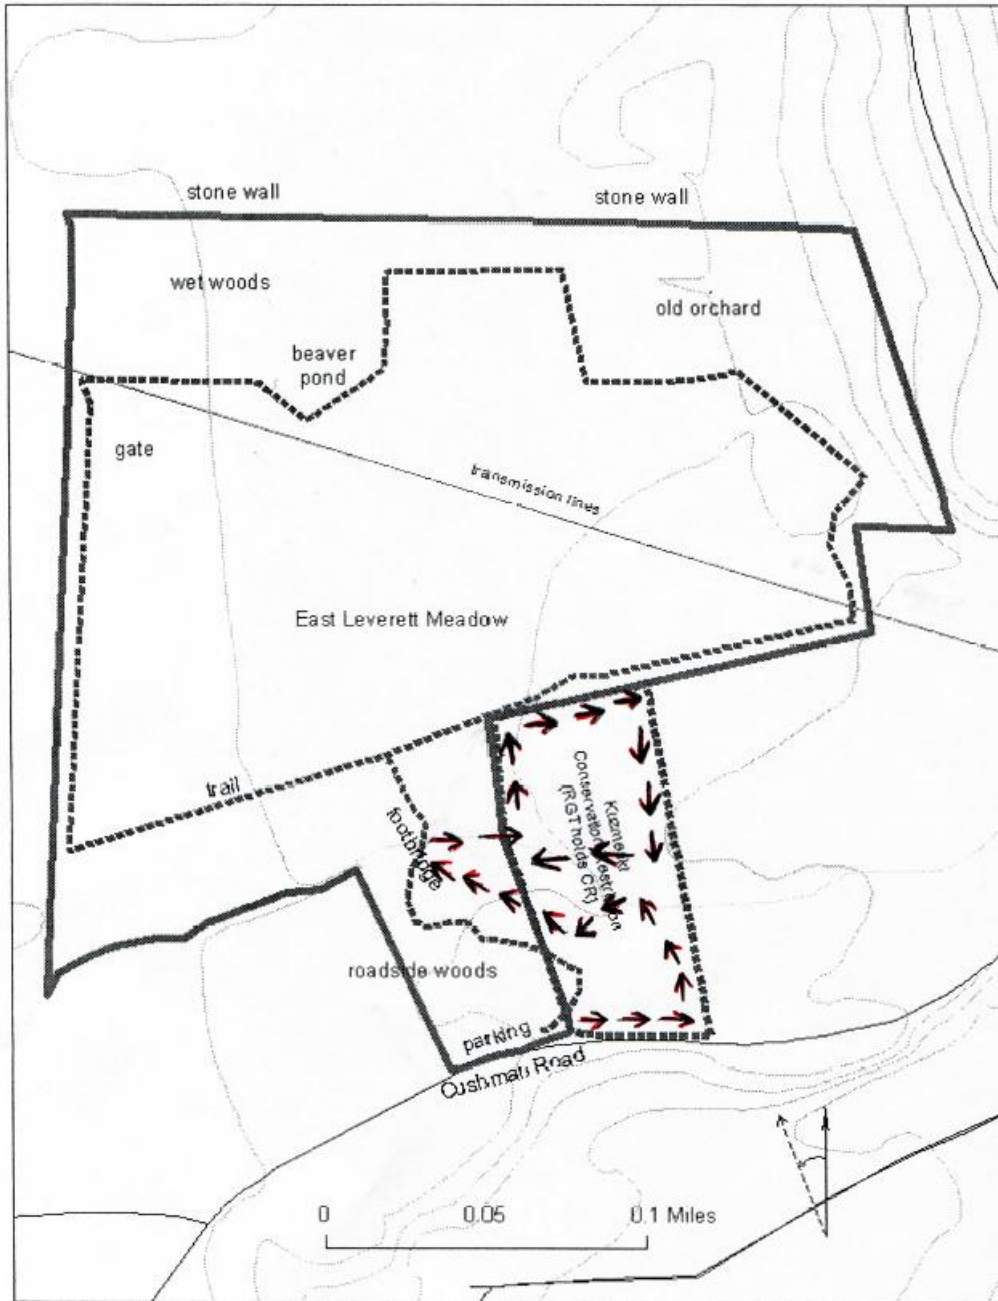 stone wall
stone wall
wet woods
old orchard
beaver
pond
gate
transmission lines
East Leverett Meadow
trail
footbridge
Conservation
(RGT holds CR)
roadside woods
parking
Cushman Road
0 0.05 0.1 Miles